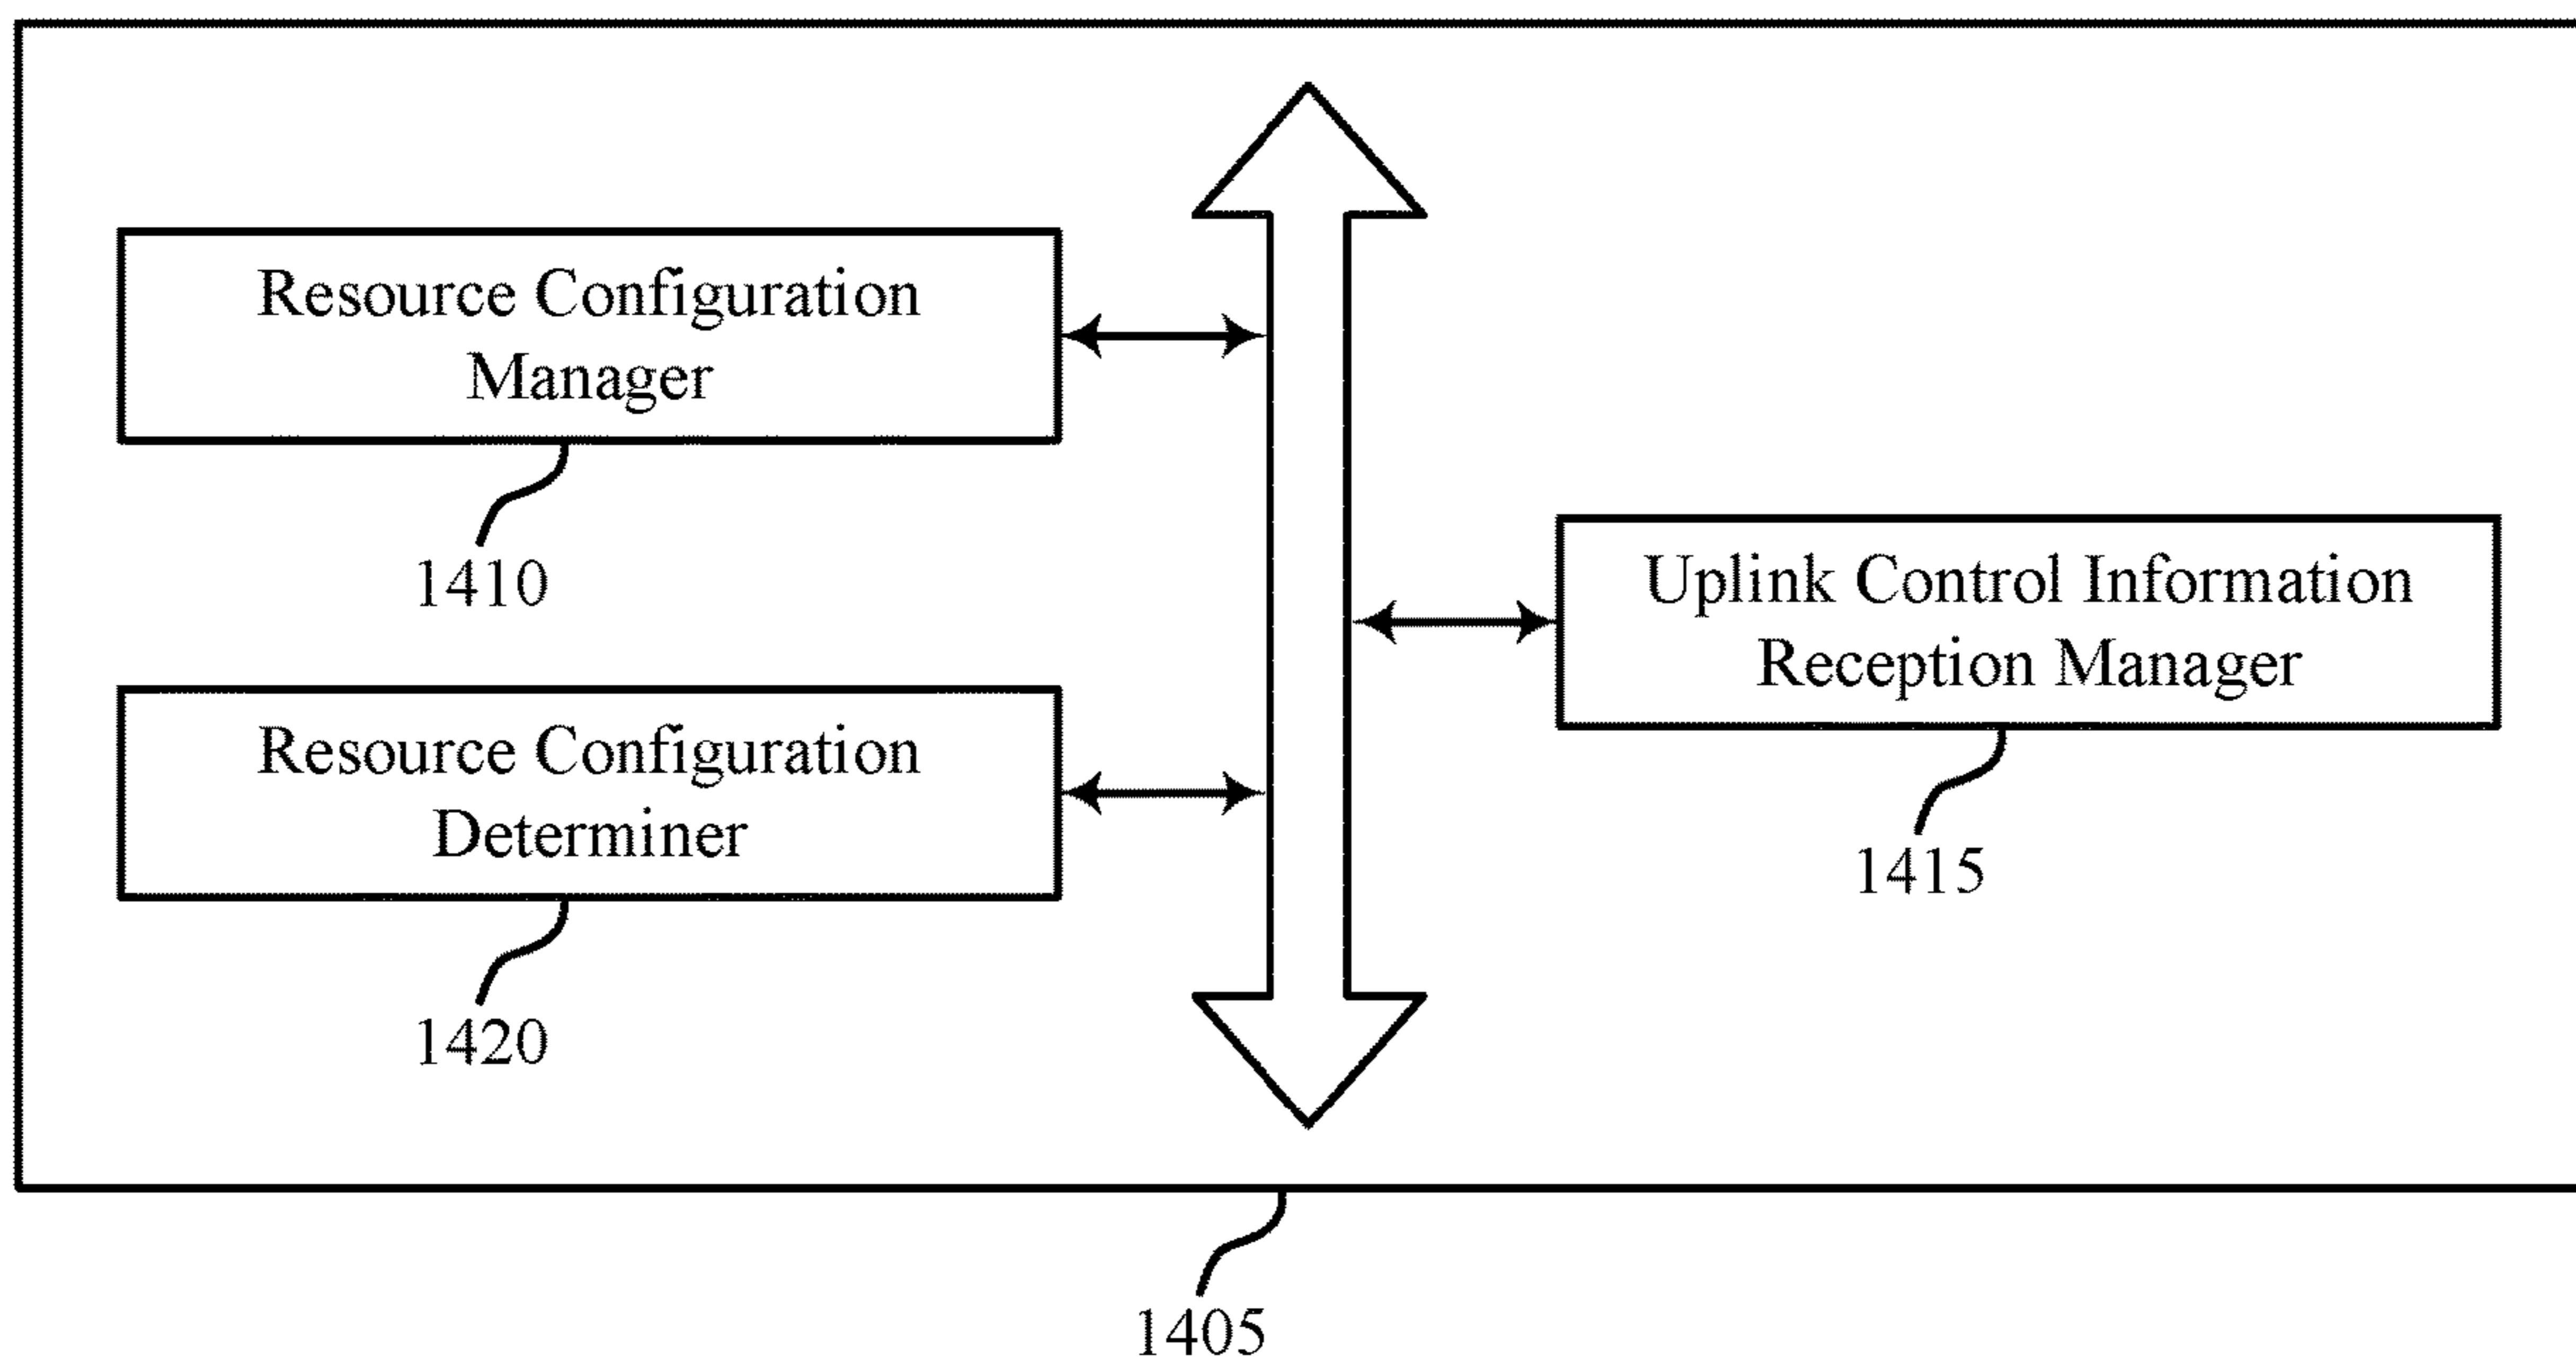 Resource Configuration
Manager
1410
Uplink Control Information
Reception Manager
1415
Resource Configuration
Determiner
1420
1405